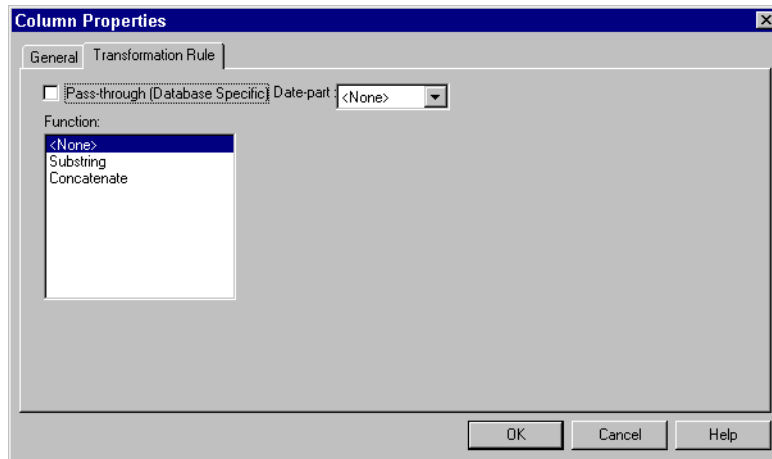 Column Properties
General Transformation Rule
Pass-through (Database Specific) Date-part : <None>
Function:
<None>
Substring
Concatenate
OK Cancel Help